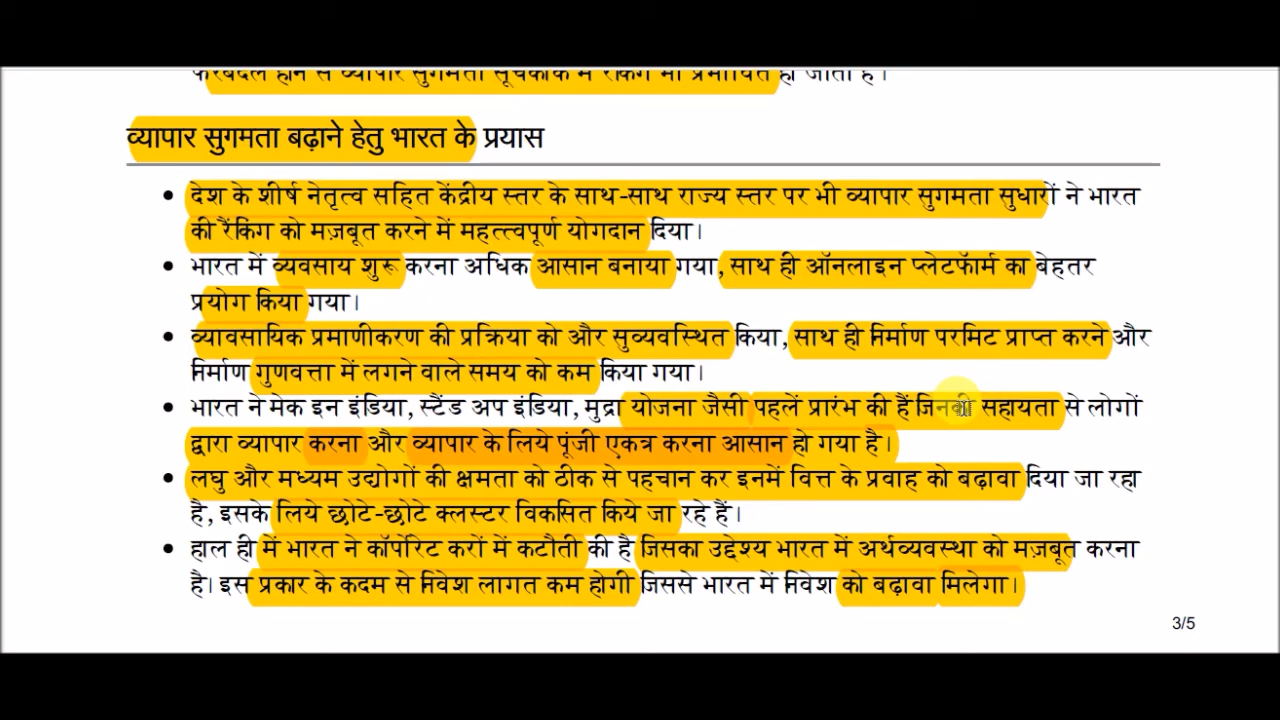 फेरबदल होने से व्यापार सुगमता सूचकांक में रैंकिंग भी प्रभावित हो जाती है।
व्यापार सुगमता बढ़ाने हेतु भारत के प्रयास
• देश के शीर्ष नेतृत्व सहित केंद्रीय स्तर के साथ-साथ राज्य स्तर पर भी व्यापार सुगमता सुधारों ने भारत
की रैंकिंग को मज़बूत करने में महत्त्वपूर्ण योगदान दिया।
• भारत में व्यवसाय शुरू करना अधिक आसान बनाया गया, साथ ही ऑनलाइन प्लेटफॉर्म का बेहतर
प्रयोग किया गया।
• व्यावसायिक प्रमाणीकरण की प्रक्रिया को और सुव्यवस्थित किया, साथ ही निर्माण परमिट प्राप्त करने और
निर्माण गुणवत्ता में लगने वाले समय को कम किया गया।
• भारत ने मेक इन इंडिया, स्टैंड अप इंडिया, मुद्रा योजना जैसी पहलें प्रारंभ की हैं जिनकी सहायता से लोगों
द्वारा व्यापार करना और व्यापार के लिये पूंजी एकत्र करना आसान हो गया है।
• लघु और मध्यम उद्योगों की क्षमता को ठीक से पहचान कर इनमें वित्त के प्रवाह को बढ़ावा दिया जा रहा
है, इसके लिये छोटे-छोटे क्लस्टर विकसित किये जा रहे हैं।
• हाल ही में भारत ने कॉर्पोरेट करों में कटौती की है जिसका उद्देश्य भारत में अर्थव्यवस्था को मज़बूत करना
है। इस प्रकार के कदम से निवेश लागत कम होगी जिससे भारत में निवेश को बढ़ावा मिलेगा।
3/5